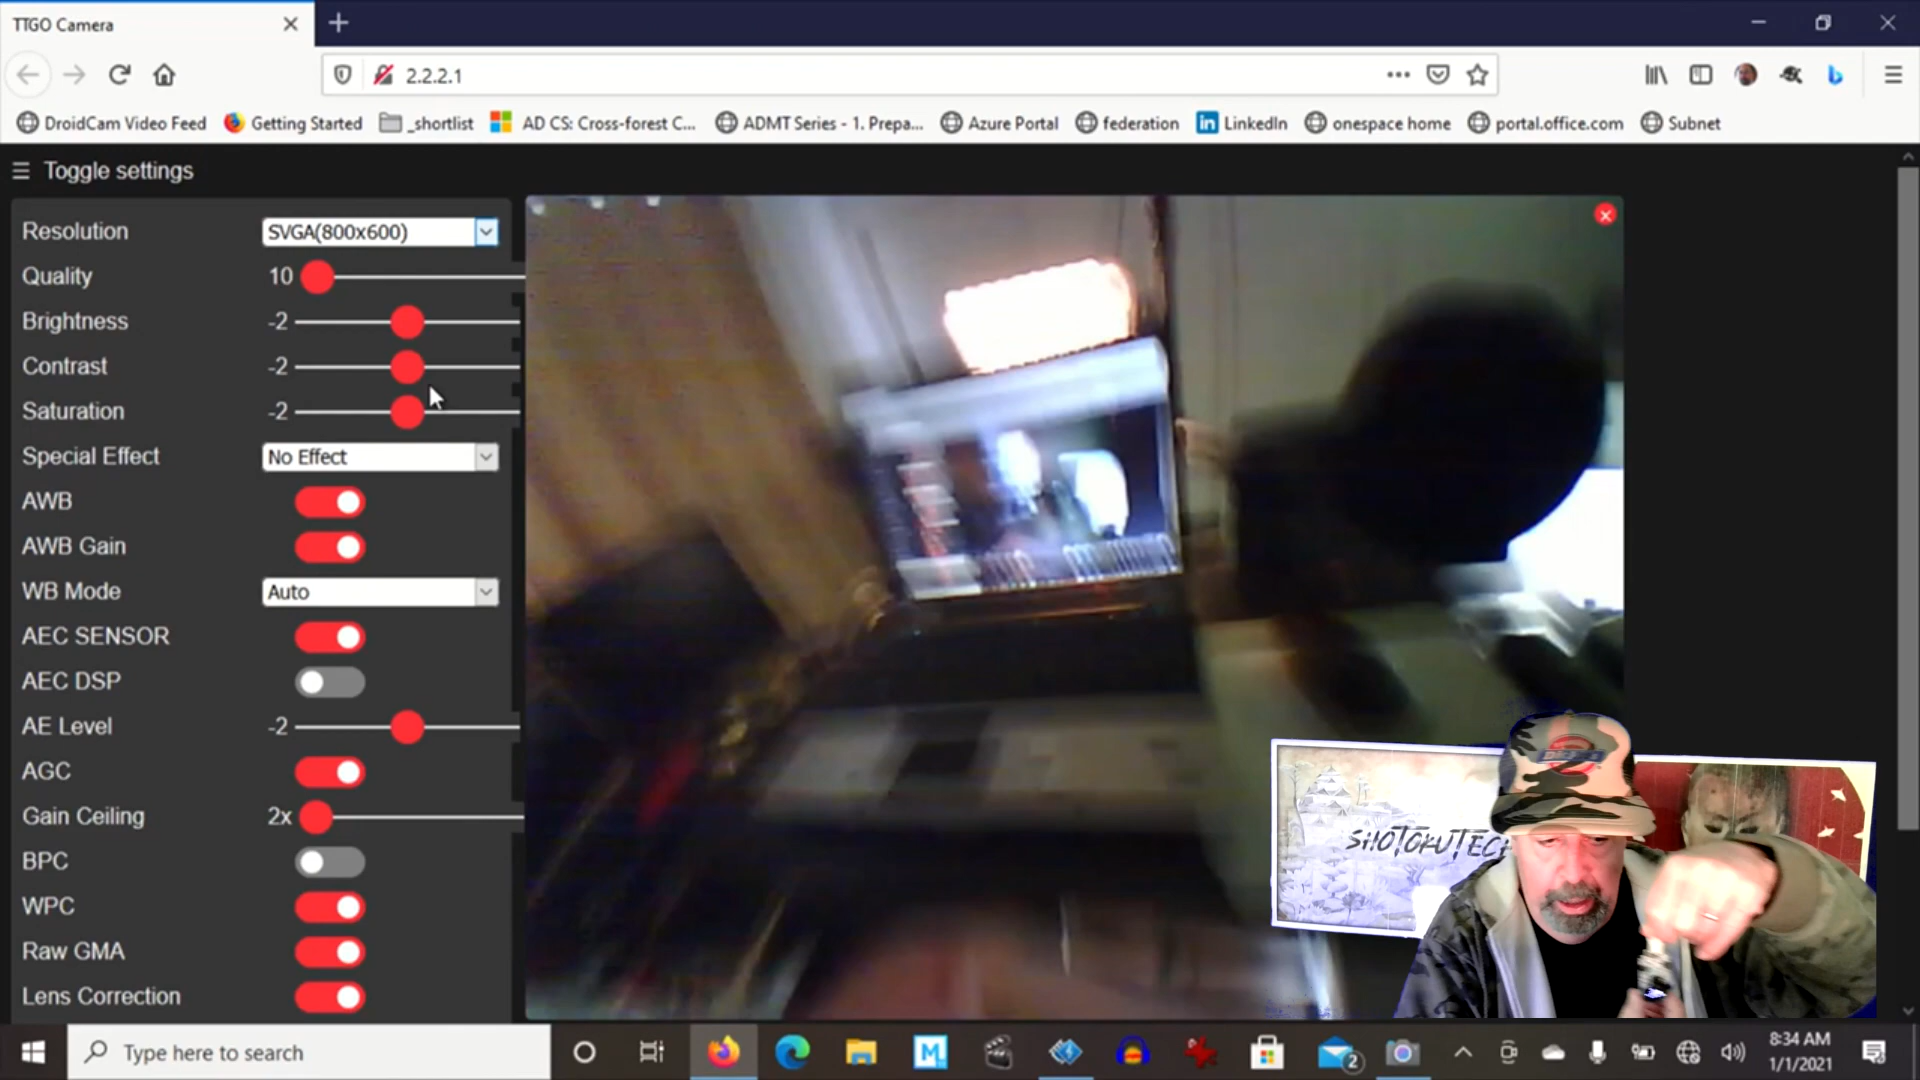 TTGO Camera
2.2.2.1
DroidCam Video Feed
Getting Started
_shortlist
AD CS: Cross-forest C...
ADMT Series - 1. Prepa...
Azure Portal
federation
LinkedIn
onespace home
portal.office.com
Subnet
Toggle settings
Resolution SVGA(800x600)
Quality 10
Brightness -2
Contrast -2
Saturation -2
Special Effect No Effect
AWB
AWB Gain
WB Mode Auto
AEC SENSOR
AEC DSP
AE Level -2
AGC
Gain Ceiling 2x
BPC
WPC
Raw GMA
Lens Correction
SHOTOKUTECH
Type here to search
2
8:34 AM
1/1/2021